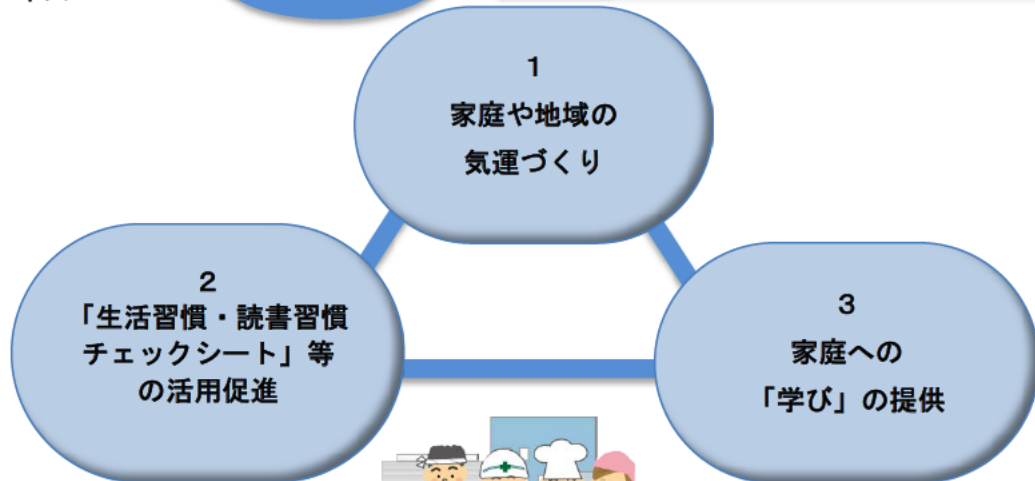 1
家庭や地域の
気運づくり
2
「生活習慣・読書習慣
チェックシート」等
の活用促進
3
家庭への
「学び」の提供